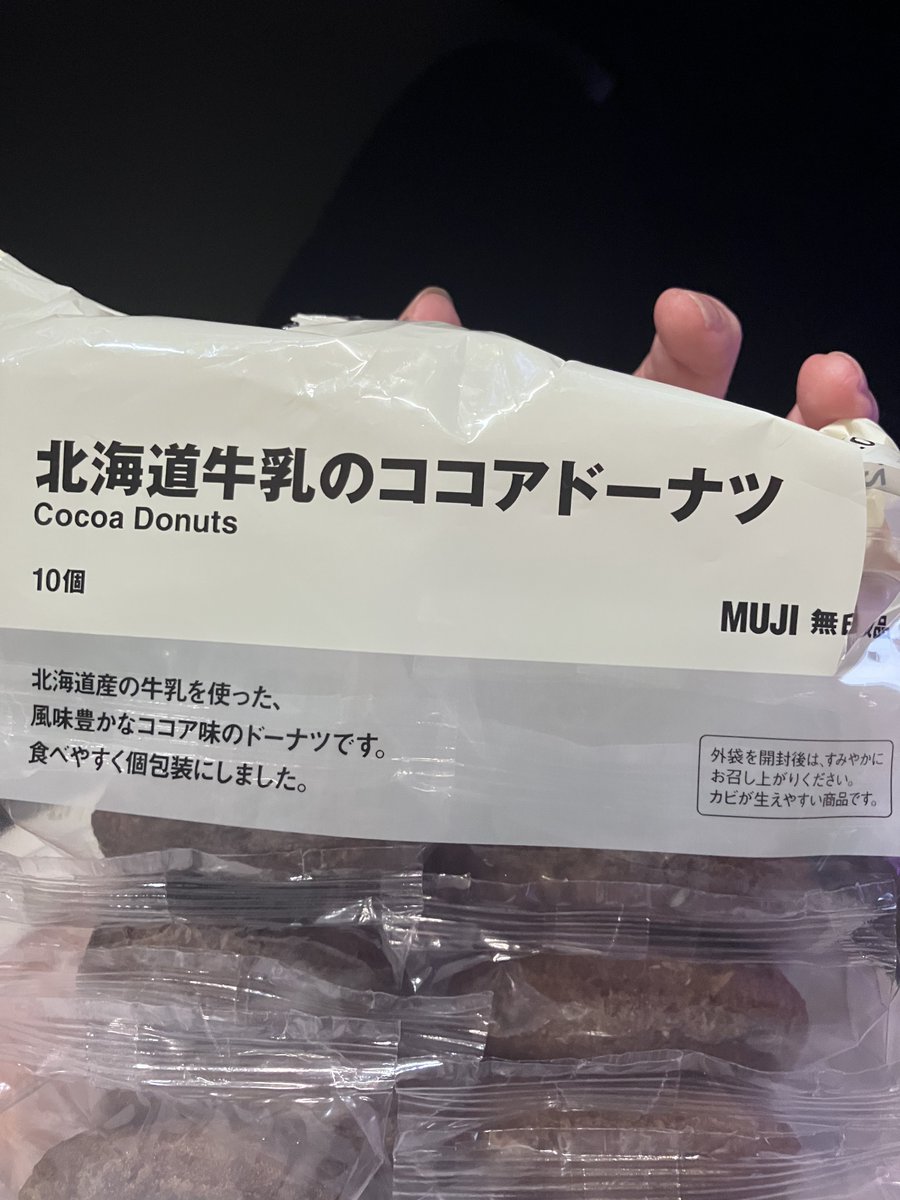 北海道牛乳のココアドーナツ
Cocoa Donuts
10個
MUJI 無印良品
北海道産の牛乳を使った、
風味豊かなココア味のドーナツです。
食べやすく個包装にしました。
外袋を開封後は、すみやかに
お召し上がりください。
カビが生えやすい商品です。